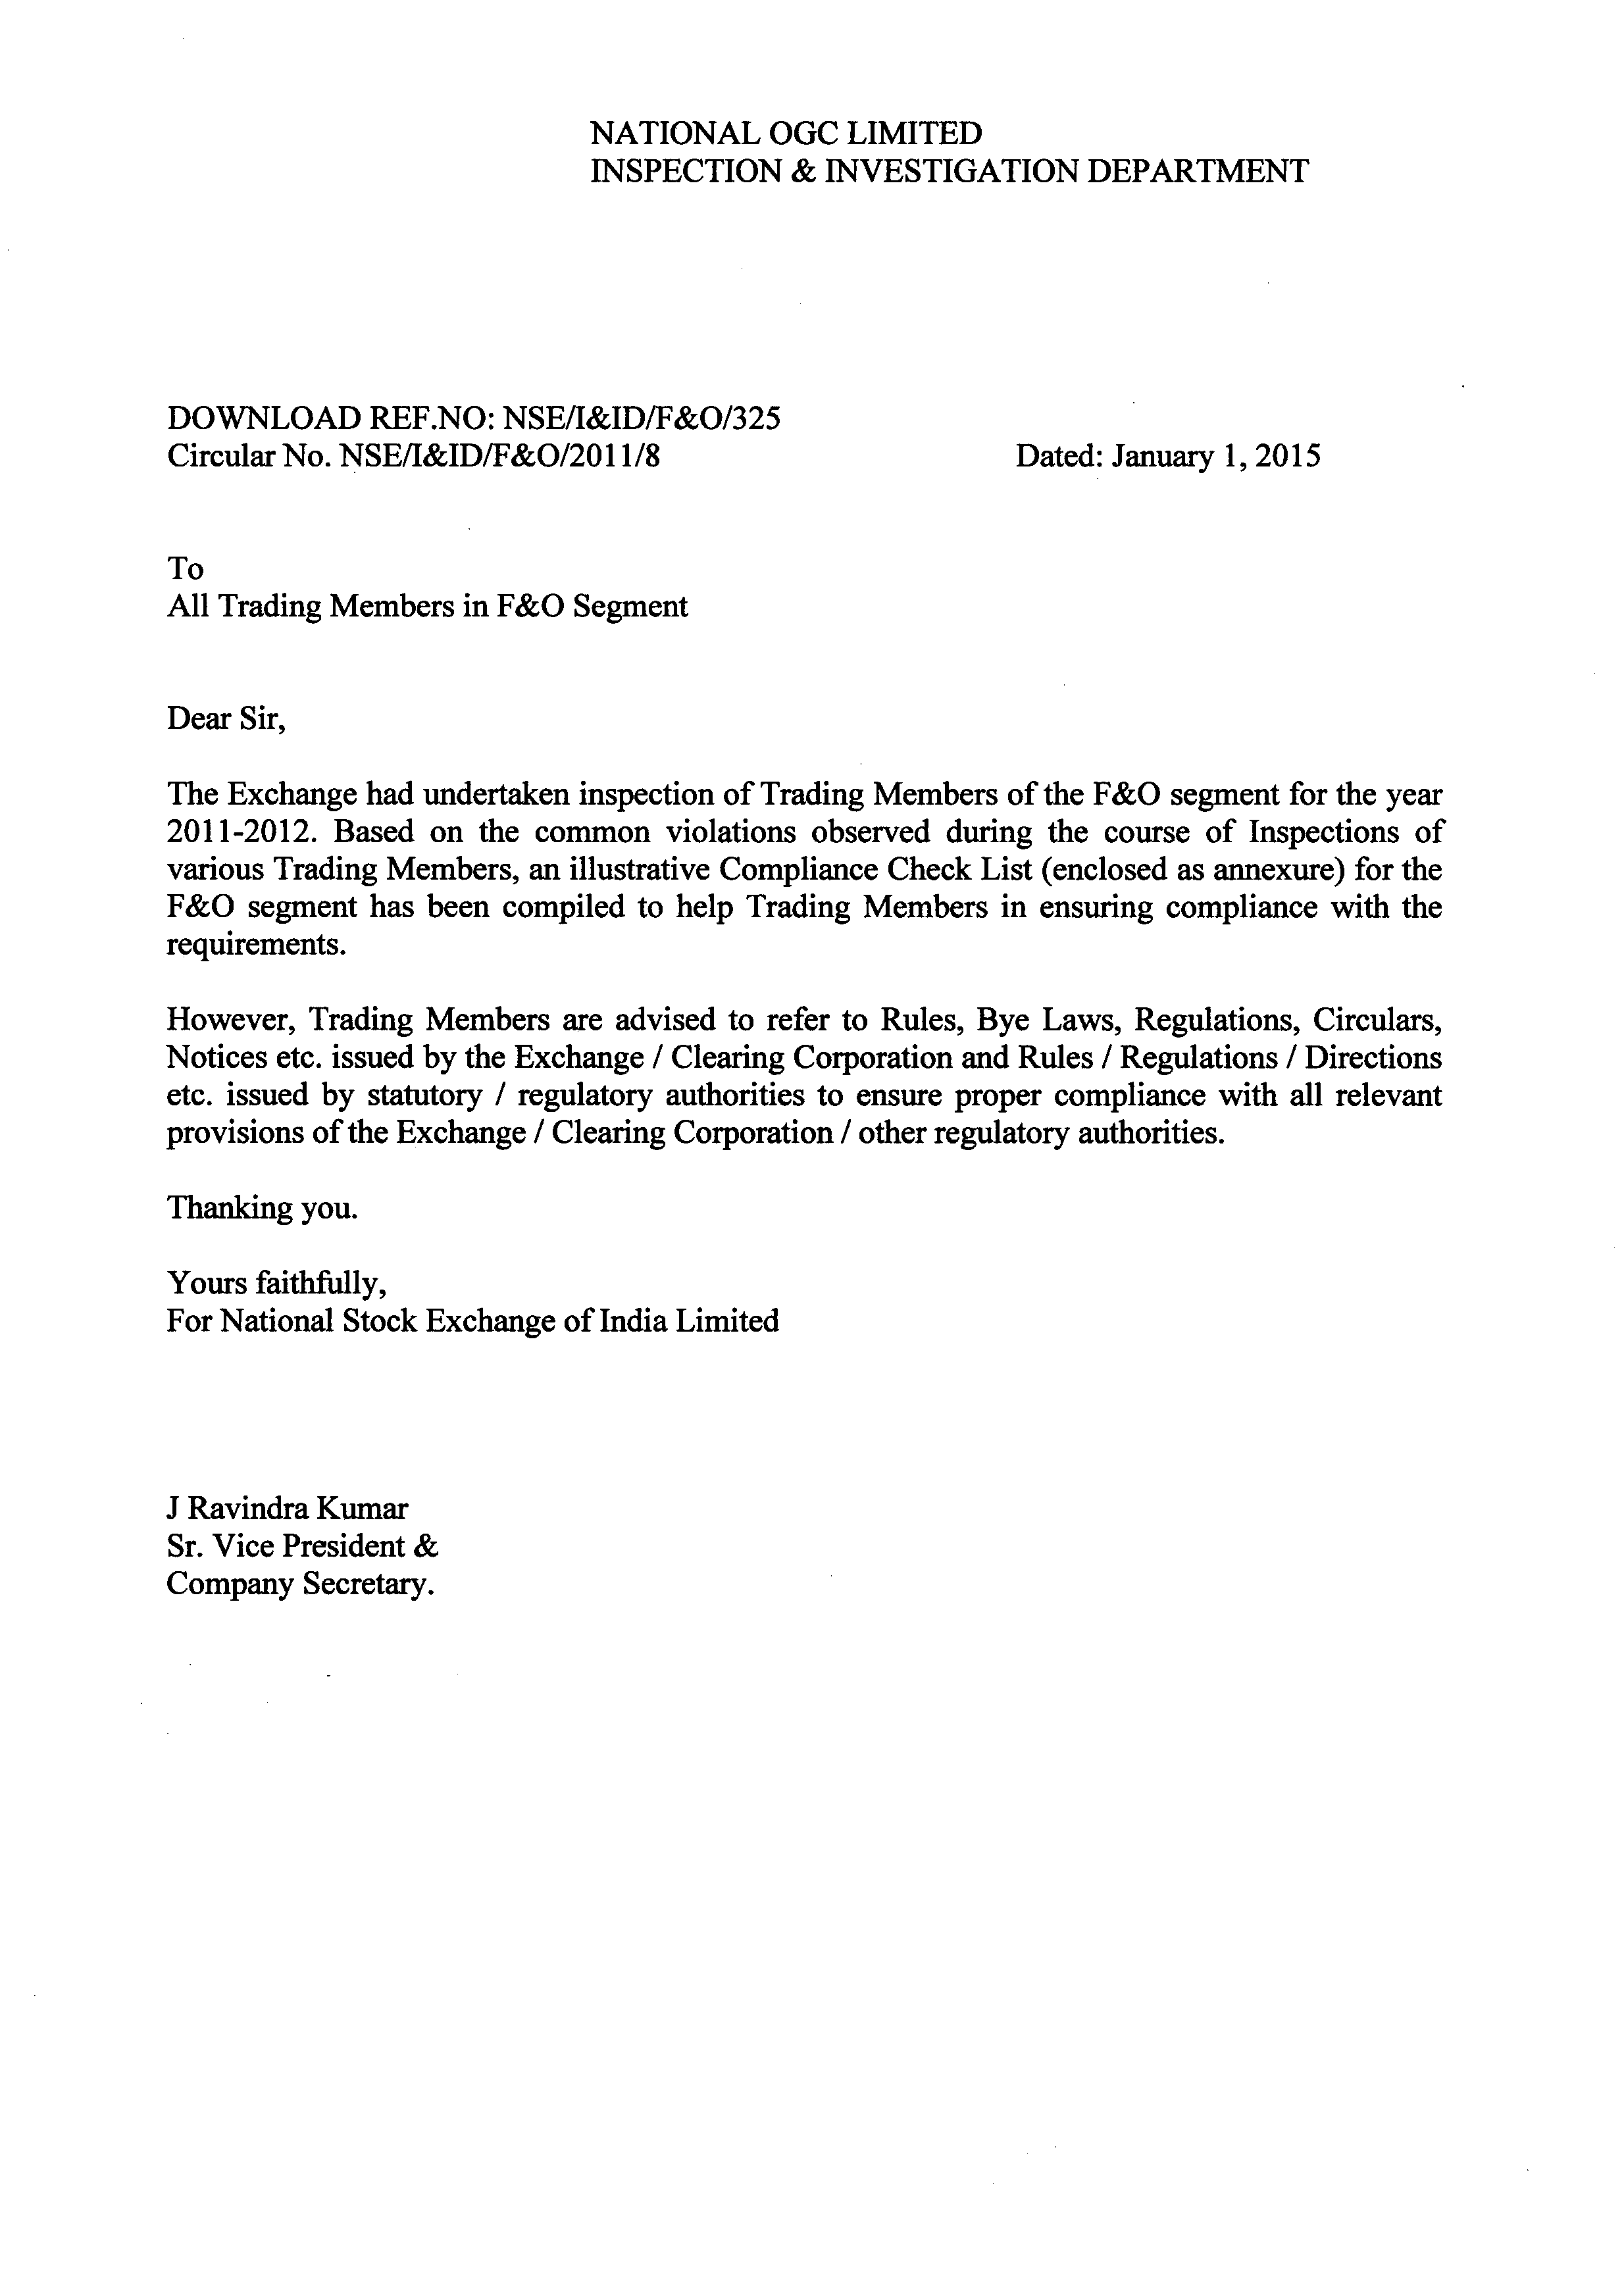 NATIONAL OGC LIMITED
INSPECTION & INVESTIGATION DEPARTMENT
DOWNLOAD REF.NO: NSE/I&ID/F&O/325
Circular No. NSE/I&ID/F&O/2011/8 Dated: January 1, 2015
To
All Trading Members in F&O Segment
Dear Sir,
The Exchange had undertaken inspection of Trading Members of the F&O segment for the year
2011-2012. Based on the common violations observed during the course of Inspections of
various Trading Members, an illustrative Compliance Check List (enclosed as annexure) for the
F&O segment has been compiled to help Trading Members in ensuring compliance with the
requirements.
However, Trading Members are advised to refer to Rules, Bye Laws, Regulations, Circulars,
Notices etc. issued by the Exchange / Clearing Corporation and Rules / Regulations / Directions
etc. issued by statutory / regulatory authorities to ensure proper compliance with all relevant
provisions of the Exchange / Clearing Corporation / other regulatory authorities.
Thanking you.
Yours faithfully,
For National Stock Exchange of India Limited
J Ravindra Kumar
Sr. Vice President &
Company Secretary.